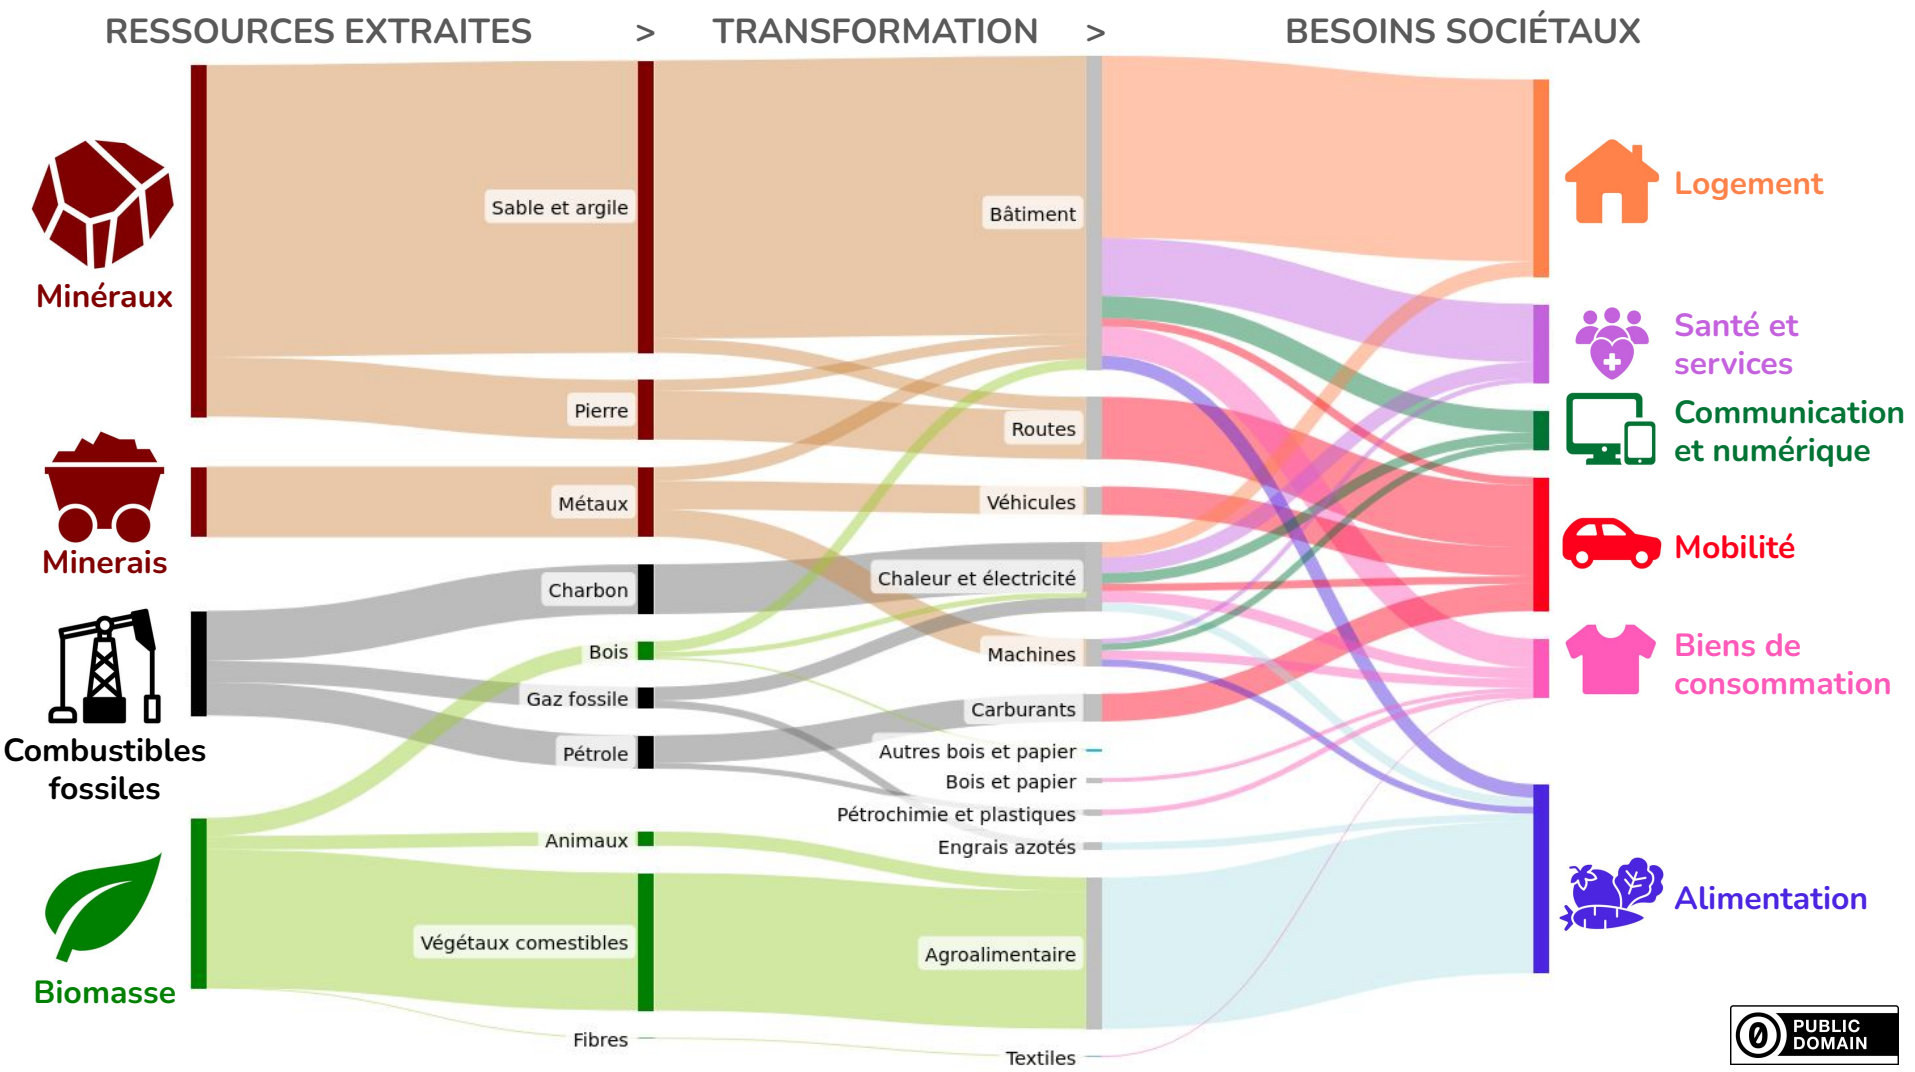 RESSOURCES EXTRAITES > TRANSFORMATION > BESOINS SOCIÉTAUX
Minéraux
Minerais
Combustibles
fossiles
Biomasse
Sable et argile
Pierre
Métaux
Charbon
Bois
Gaz fossile
Pétrole
Animaux
Végétaux comestibles
Fibres
Bâtiment
Routes
Véhicules
Chaleur et électricité
Machines
Carburants
Autres bois et papier
Bois et papier
Pétrochimie et plastiques
Engrais azotés
Agroalimentaire
Textiles
Logement
Santé et
services
Communication
et numérique
Mobilité
Biens de
consommation
Alimentation
0 PUBLIC
DOMAIN